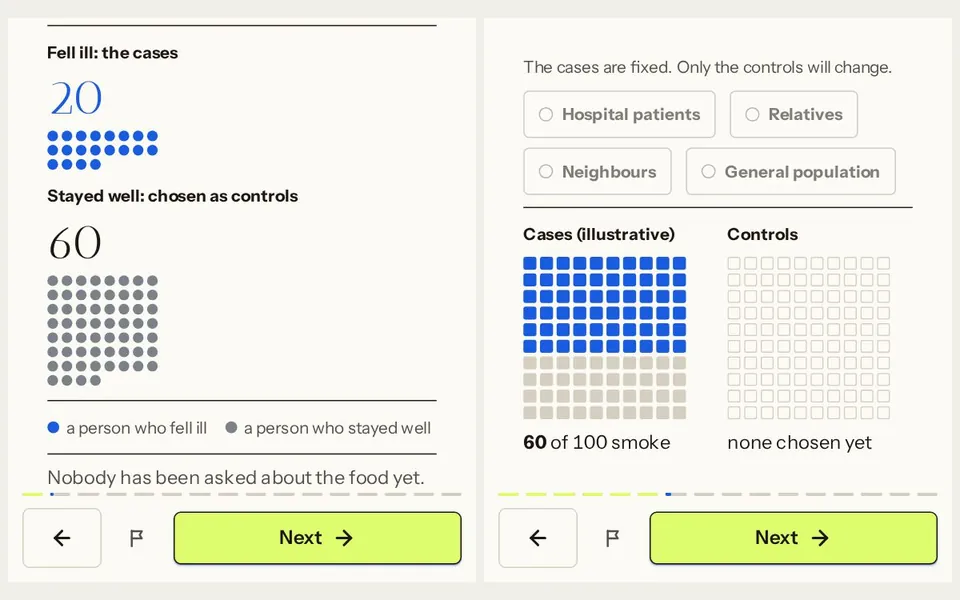 Fell ill: the cases
20
Stayed well: chosen as controls
60
a person who fell ill
a person who stayed well
Nobody has been asked about the food yet.
Next
The cases are fixed. Only the controls will change.
Hospital patients
Relatives
Neighbours
General population
Cases (illustrative)
Controls
60 of 100 smoke
none chosen yet
Next